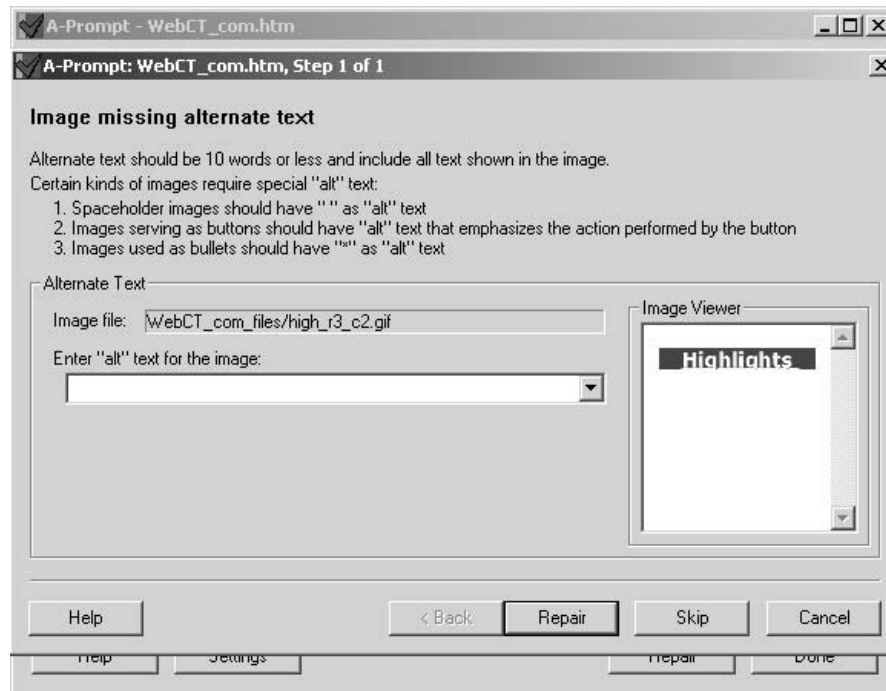 A-Prompt - WebCT_com.htm
A-Prompt: WebCT_com.htm, Step 1 of 1
Image missing alternate text
Alternate text should be 10 words or less and include all text shown in the image.
Certain kinds of images require special "alt" text:
1. Spaceholder images should have " " as "alt" text
2. Images serving as buttons should have "alt" text that emphasizes the action performed by the button
3. Images used as bullets should have "*" as "alt" text
Alternate Text
Image file: WebCT_com_files/high_r3_c2.gif
Image Viewer
Enter "alt" text for the image:
Highlights
Help < Back Repair Skip Cancel
Help Settings Repair Done